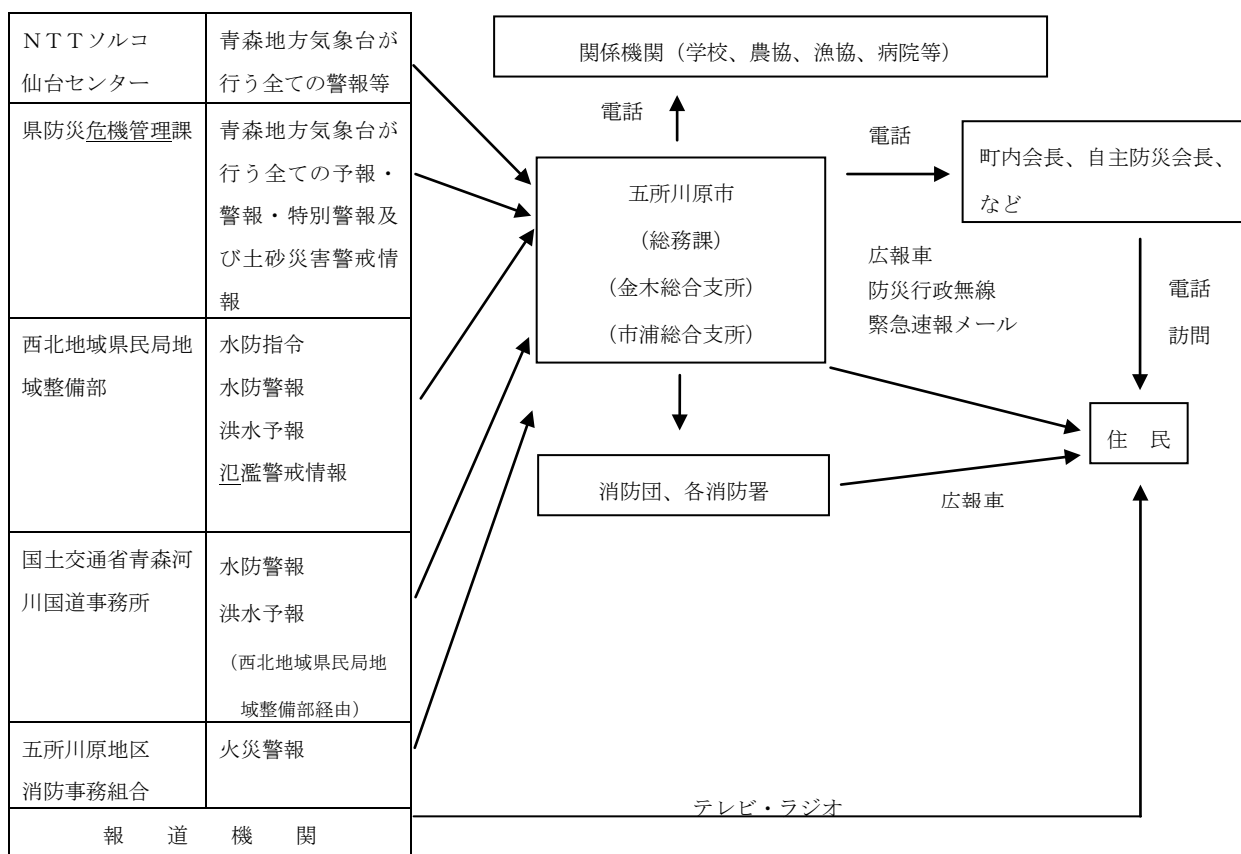 ＮＴＴソルコ
仙台センター
青森地方気象台が
行う全ての警報等
県防災危機管理課
青森地方気象台が
行う全ての予報・
警報・特別警報及
び土砂災害警戒情
報
西北地域県民局地
域整備部
水防指令
水防警報
洪水予報
氾濫警戒情報
国土交通省青森河
川国道事務所
水防警報
洪水予報
（西北地域県民局地
域整備部経由）
五所川原地区
消防事務組合
火災警報
報　道　機　関
関係機関（学校、農協、漁協、病院等）
電話
五所川原市
（総務課）
（金木総合支所）
（市浦総合支所）
電話
町内会長、自主防災会長、
など
広報車
防災行政無線
緊急速報メール
電話
訪問
住　民
消防団、各消防署
広報車
テレビ・ラジオ